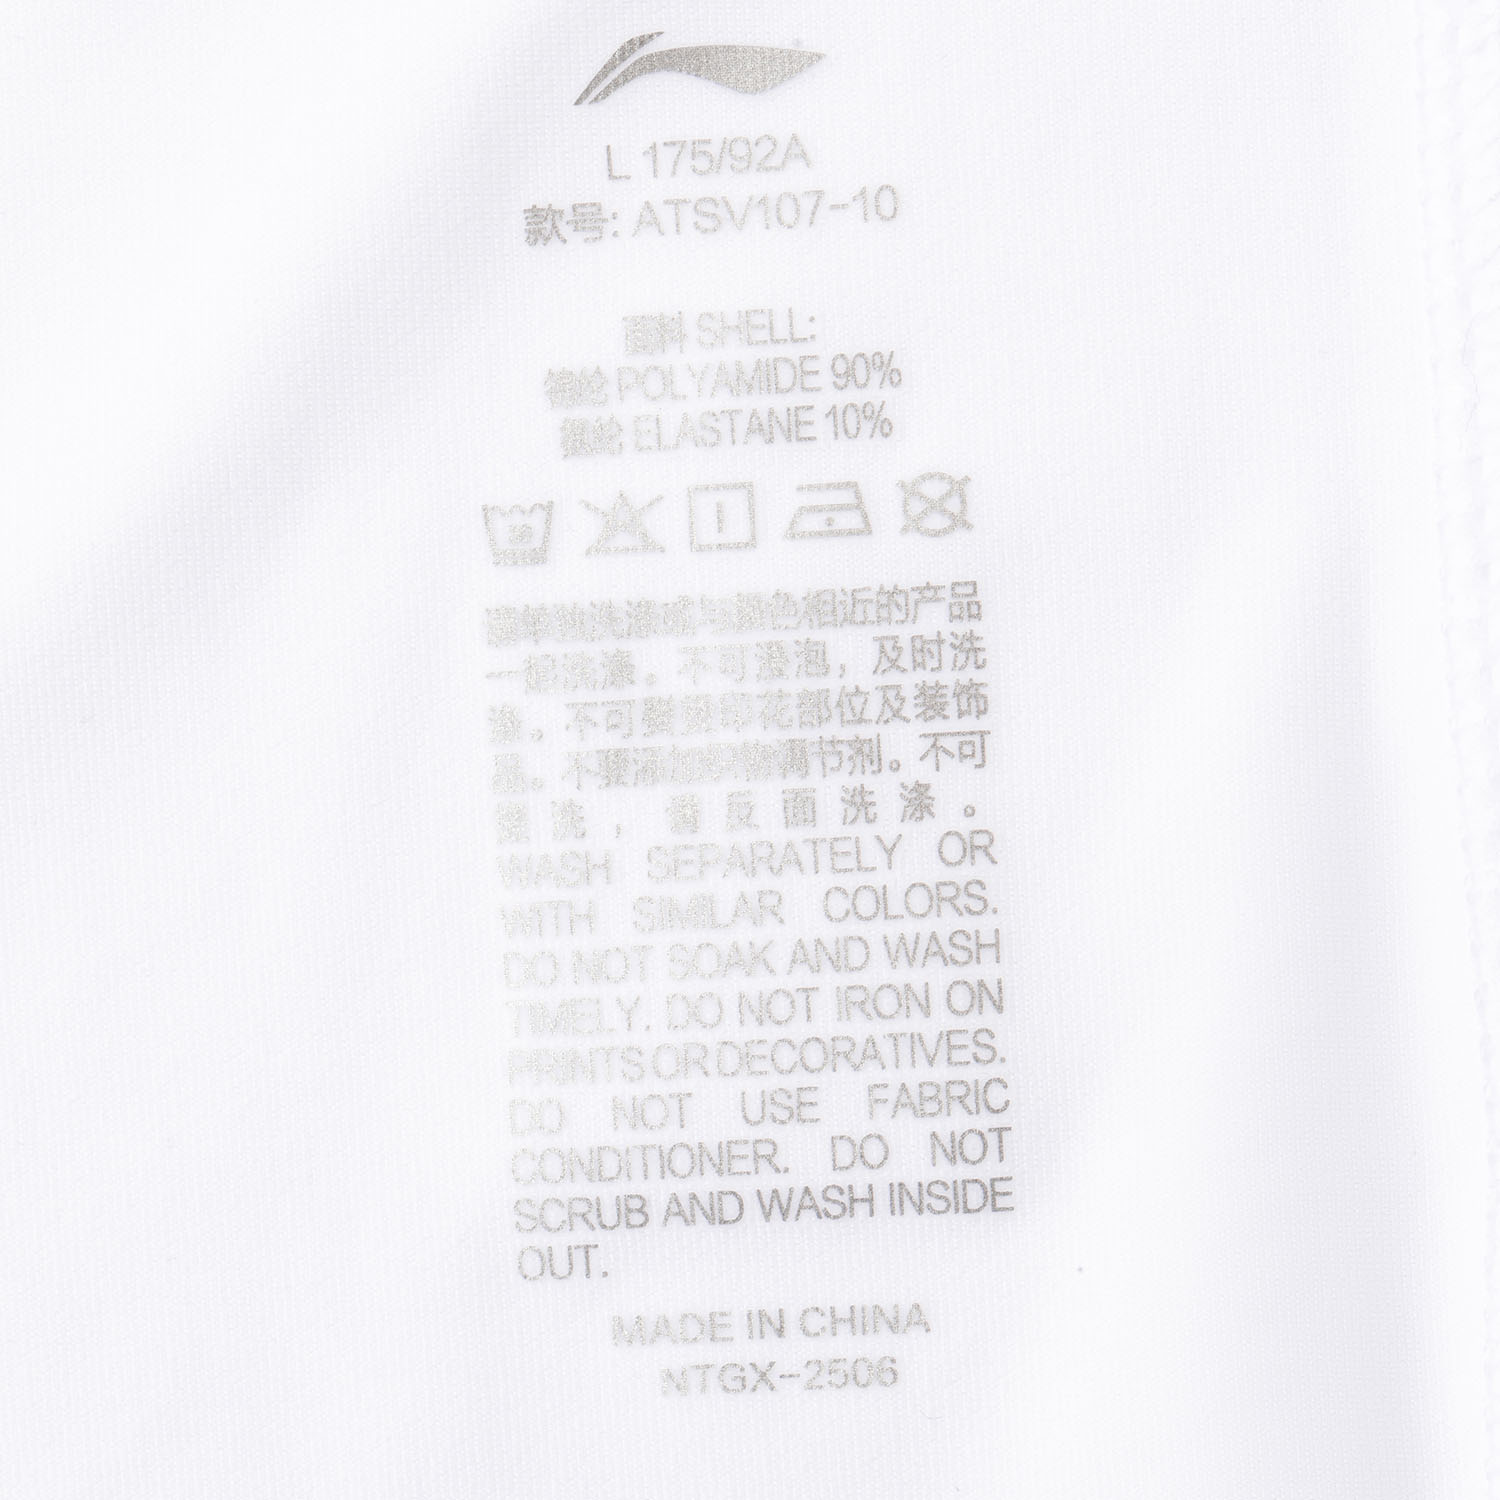 L 175/92A
款号: ATSV107-10
面料 SHELL:
锦纶 POLYAMIDE 90%
氨纶 ELASTANE 10%
30
请单独洗涤或与颜色相近的产品
一起洗涤。不可浸泡，及时洗
涤。不可熨烫印花部位及装饰
品。不要添加织物调节剂。不可
搓洗，需反面洗涤。
WASH SEPARATELY OR
WITH SIMILAR COLORS.
DO NOT SOAK AND WASH
TIMELY. DO NOT IRON ON
PRINTS OR DECORATIVES.
DO NOT USE FABRIC
CONDITIONER. DO NOT
SCRUB AND WASH INSIDE
OUT.
MADE IN CHINA
NTGX-2506